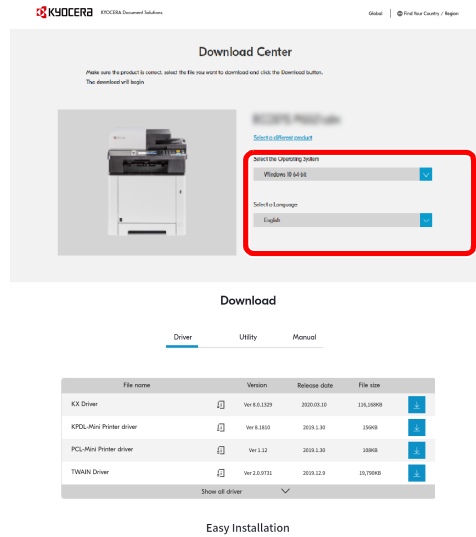 KYOCERA KYOCERA Document Solutions
Global Find Your Country / Region
Download Center
Make sure the product is correct, select the file you want to download and click the Download button.
The download will begin
Select a different product
Select the Operating System
Windows 10 64 bit
Select a Language
English
Download
Driver Utility Manual
File name Version Release date File size
KX Driver Ver 8.0.1329 2020.03.10 116,168KB
KPDL-Mini Printer driver Ver 8.1810 2019.1.30 156KB
PCL-Mini Printer driver Ver 1.12 2019.1.30 108KB
TWAIN Driver Ver 2.0.9731 2019.12.9 19,790KB
Show all driver
Easy Installation